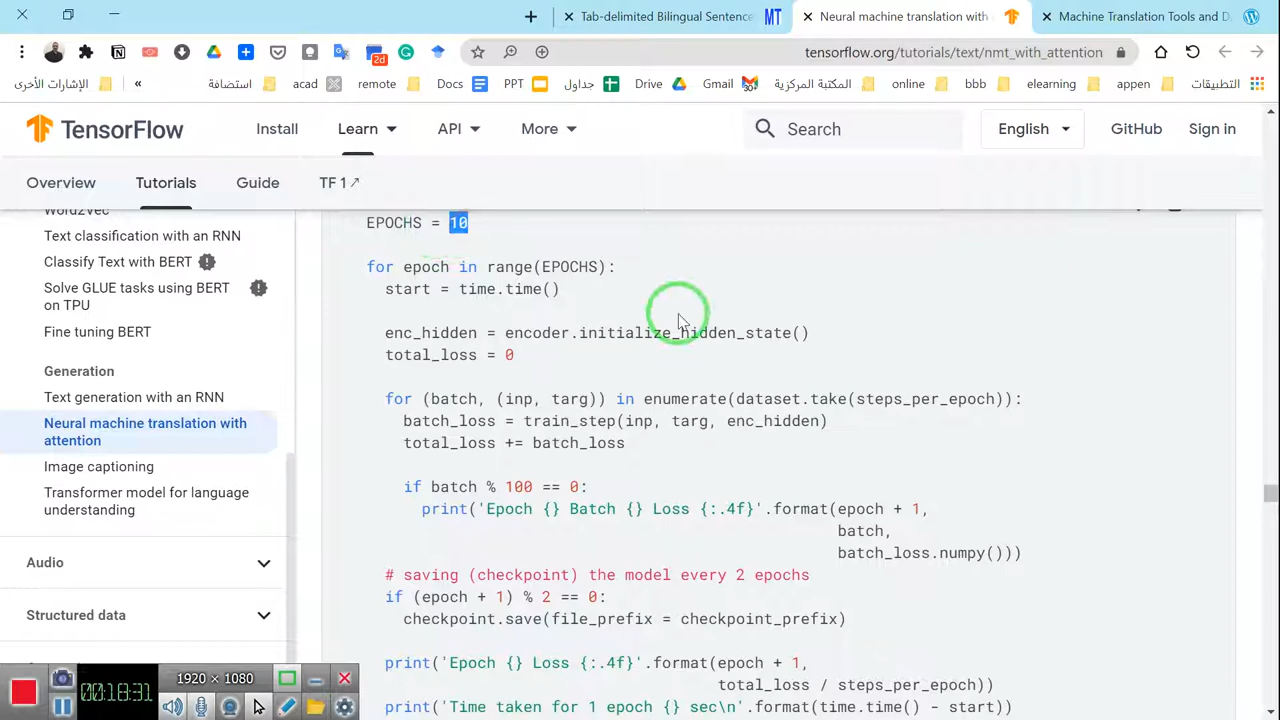 Tab-delimited Bilingual Sentence
MT
Neural machine translation with
Machine Translation Tools and D
2d
tensorflow.org/tutorials/text/nmt_with_attention
الإشارات الأخرى
»
استضافة
acad
remote
Docs
PPT
جداول
Drive
Gmail
المكتبة المركزية
online
bbb
elearning
appen
التطبيقات
TensorFlow
Install
Learn
API
More
Search
English
GitHub
Sign in
Overview
Tutorials
Guide
TF 1
Word2Vec
Text classification with an RNN
Classify Text with BERT
Solve GLUE tasks using BERT
on TPU
Fine tuning BERT
Generation
Text generation with an RNN
Neural machine translation with
attention
Image captioning
Transformer model for language
understanding
Audio
Structured data
EPOCHS = 10
for epoch in range(EPOCHS):
start = time.time()
enc_hidden = encoder.initialize_hidden_state()
total_loss = 0
for (batch, (inp, targ)) in enumerate(dataset.take(steps_per_epoch)):
batch_loss = train_step(inp, targ, enc_hidden)
total_loss += batch_loss
if batch % 100 == 0:
print('Epoch {} Batch {} Loss {:.4f}'.format(epoch + 1,
batch,
batch_loss.numpy()))
# saving (checkpoint) the model every 2 epochs
if (epoch + 1) % 2 == 0:
checkpoint.save(file_prefix = checkpoint_prefix)
print('Epoch {} Loss {:.4f}'.format(epoch + 1,
total_loss / steps_per_epoch))
print('Time taken for 1 epoch {} sec\n'.format(time.time() - start))
1920 × 1080
00:18:31